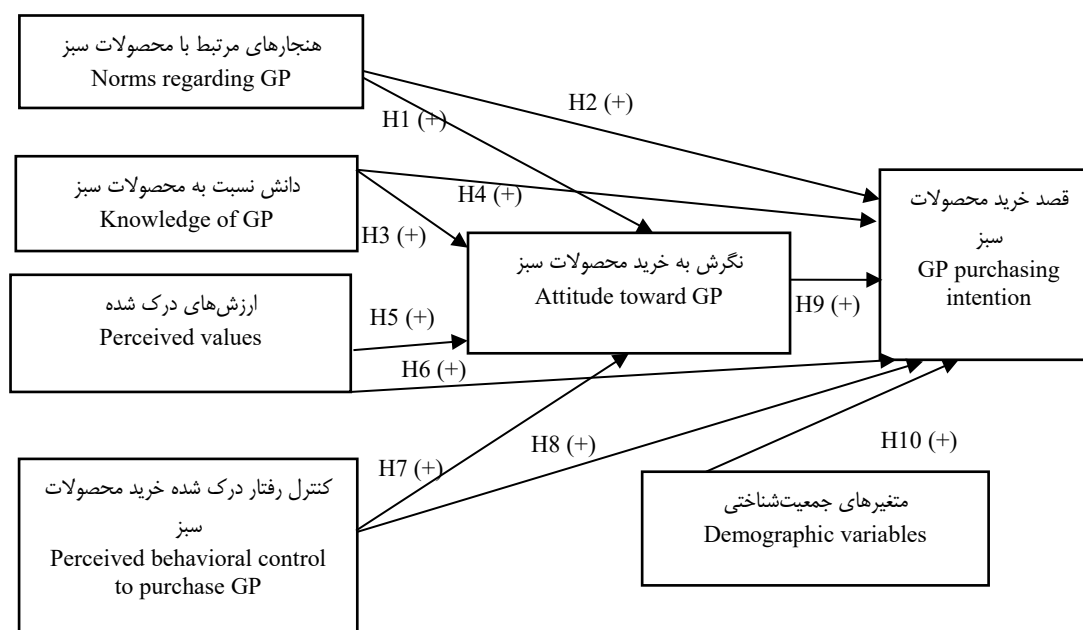 هنجارهای مرتبط با محصولات سبز
Norms regarding GP
H2 (+)
H1 (+)
دانش نسبت به محصولات سبز
Knowledge of GP
H4 (+)
H3 (+)
قصد خرید محصولات
سبز
GP purchasing
intention
نگرش به خرید محصولات سبز
Attitude toward GP
H9 (+)
ارزش‌های درک شده
Perceived values
H5 (+)
H6 (+)
H7 (+)
H8 (+)
H10 (+)
کنترل رفتار درک شده خرید محصولات
سبز
Perceived behavioral control
to purchase GP
متغیرهای جمعیت‌شناختی
Demographic variables